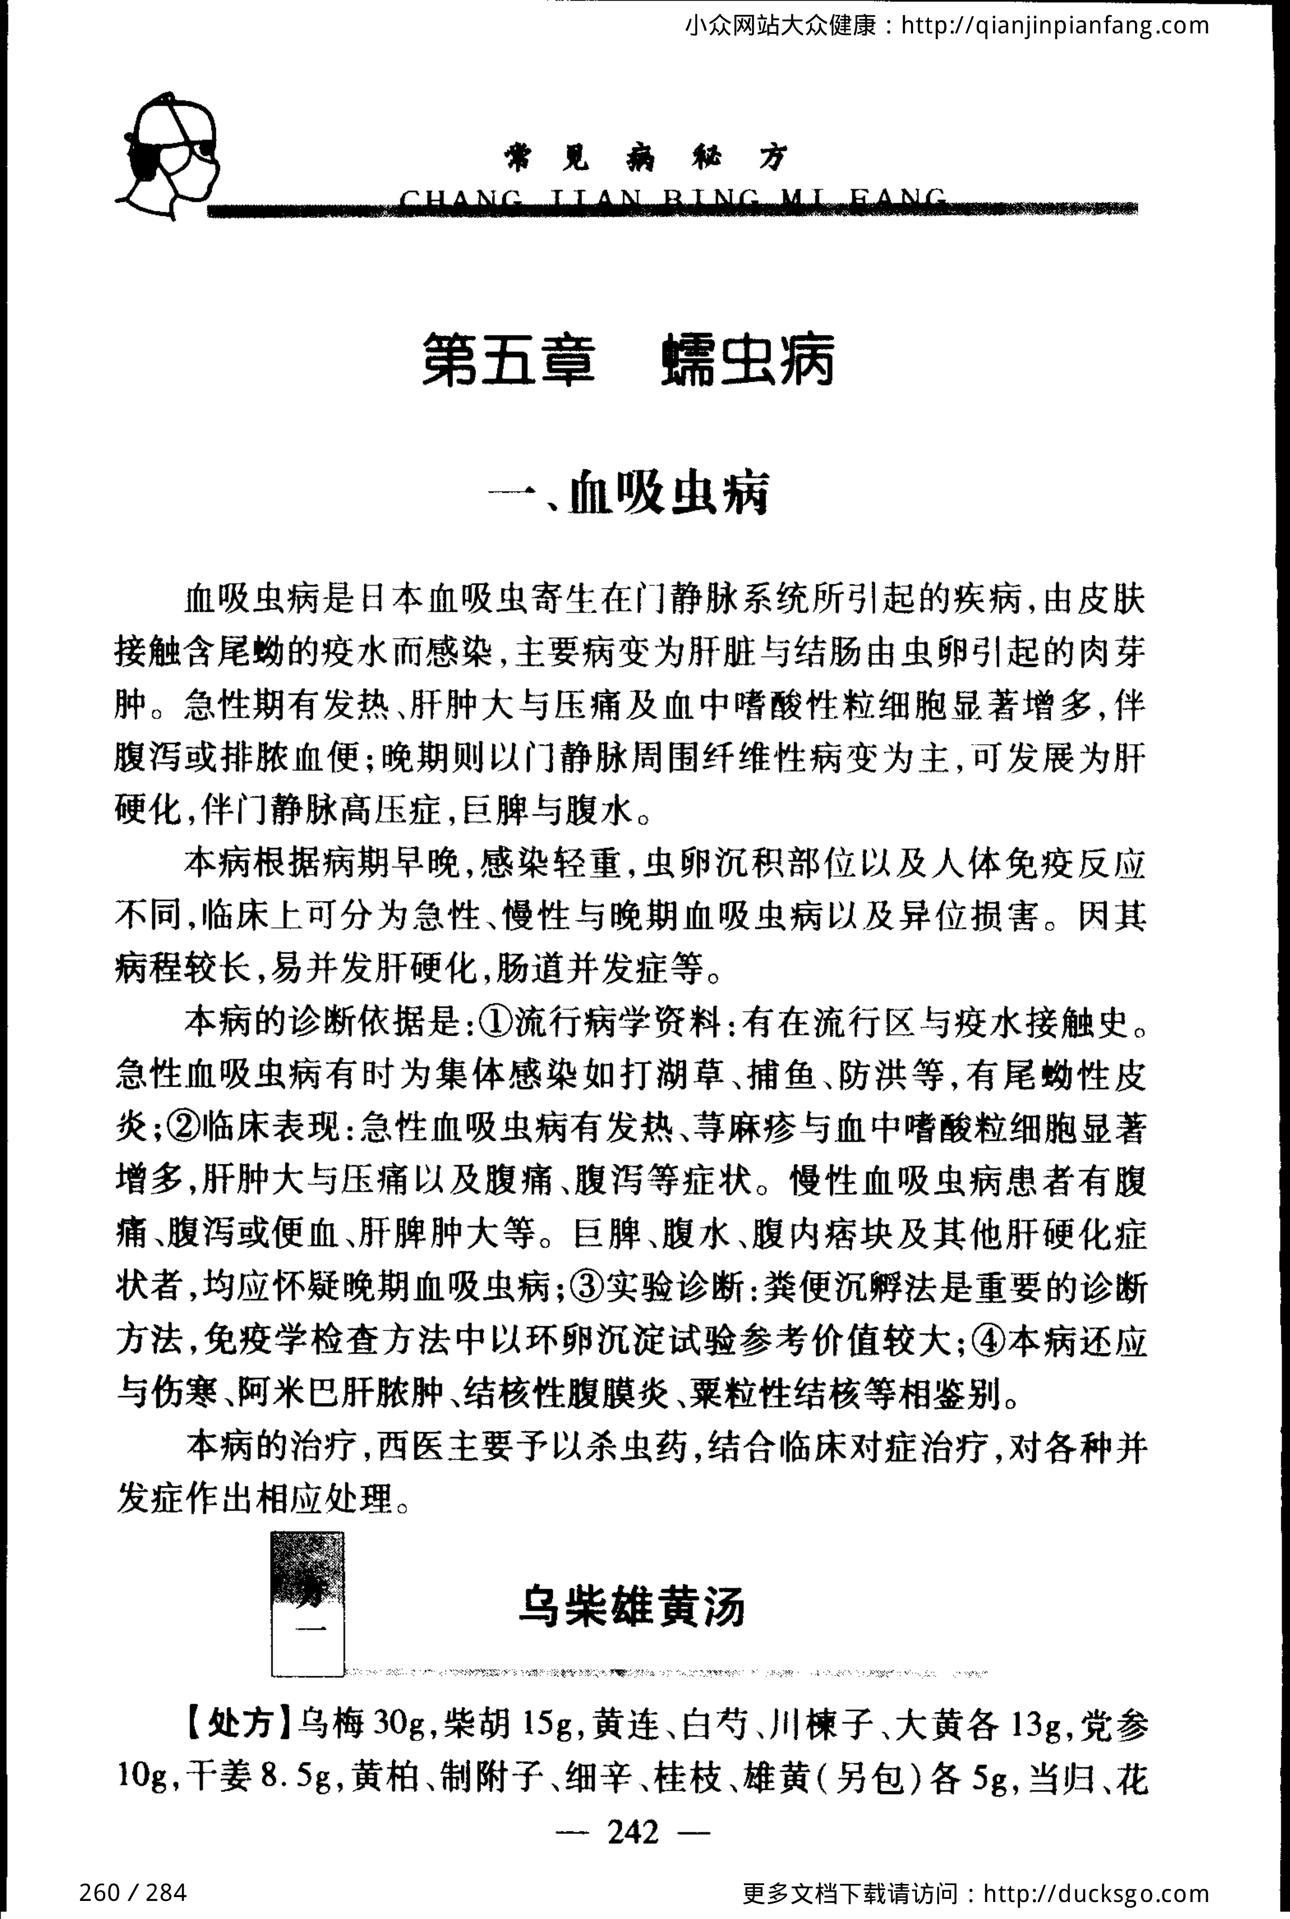 小众网站大众健康：http://qianjinpianfang.com
常见病秘方
CHANG JIAN BING MI FANG
第五章 蠕虫病
一、血吸虫病
血吸虫病是日本血吸虫寄生在门静脉系统所引起的疾病,由皮肤
接触含尾蚴的疫水而感染,主要病变为肝脏与结肠由虫卵引起的肉芽
肿。急性期有发热、肝肿大与压痛及血中嗜酸性粒细胞显著增多,伴
腹泻或排脓血便;晚期则以门静脉周围纤维性病变为主,可发展为肝
硬化,伴门静脉高压症,巨脾与腹水。
本病根据病期早晚,感染轻重,虫卵沉积部位以及人体免疫反应
不同,临床上可分为急性、慢性与晚期血吸虫病以及异位损害。因其
病程较长,易并发肝硬化,肠道并发症等。
本病的诊断依据是:①流行病学资料:有在流行区与疫水接触史。
急性血吸虫病有时为集体感染如打湖草、捕鱼、防洪等,有尾蚴性皮
炎;②临床表现:急性血吸虫病有发热、荨麻疹与血中嗜酸粒细胞显著
增多,肝肿大与压痛以及腹痛、腹泻等症状。慢性血吸虫病患者有腹
痛、腹泻或便血、肝脾肿大等。巨脾、腹水、腹内痞块及其他肝硬化症
状者,均应怀疑晚期血吸虫病;③实验诊断:粪便沉孵法是重要的诊断
方法,免疫学检查方法中以环卵沉淀试验参考价值较大;④本病还应
与伤寒、阿米巴肝脓肿、结核性腹膜炎、粟粒性结核等相鉴别。
本病的治疗,西医主要予以杀虫药,结合临床对症治疗,对各种并
发症作出相应处理。
方一
乌柴雄黄汤
【处方】乌梅 30g,柴胡 15g,黄连、白芍、川楝子、大黄各 13g,党参
10g,干姜 8.5g,黄柏、制附子、细辛、桂枝、雄黄(另包)各 5g,当归、花
— 242 —
260 / 284
更多文档下载请访问：http://ducksgo.com